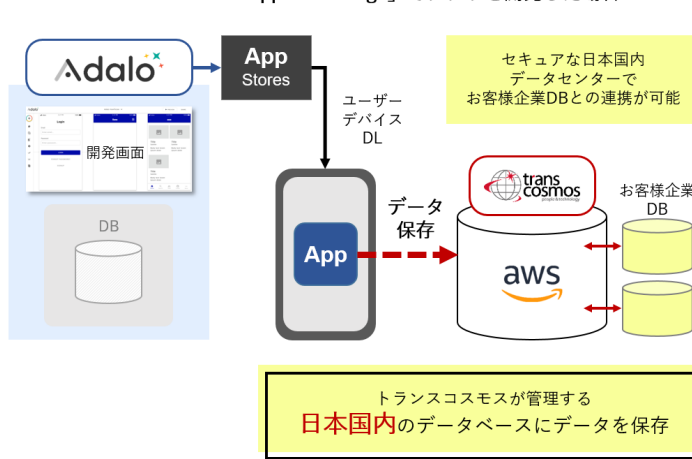 Adalo
App
Stores
セキュアな日本国内
データセンターで
お客様企業DBとの連携が可能
ユーザー
デバイス
DL
開発画面
trans
cosmos
people & technology
お客様企業
DB
データ
保存
DB
App
aws
トランスコスモスが管理する
日本国内のデータベースにデータを保存